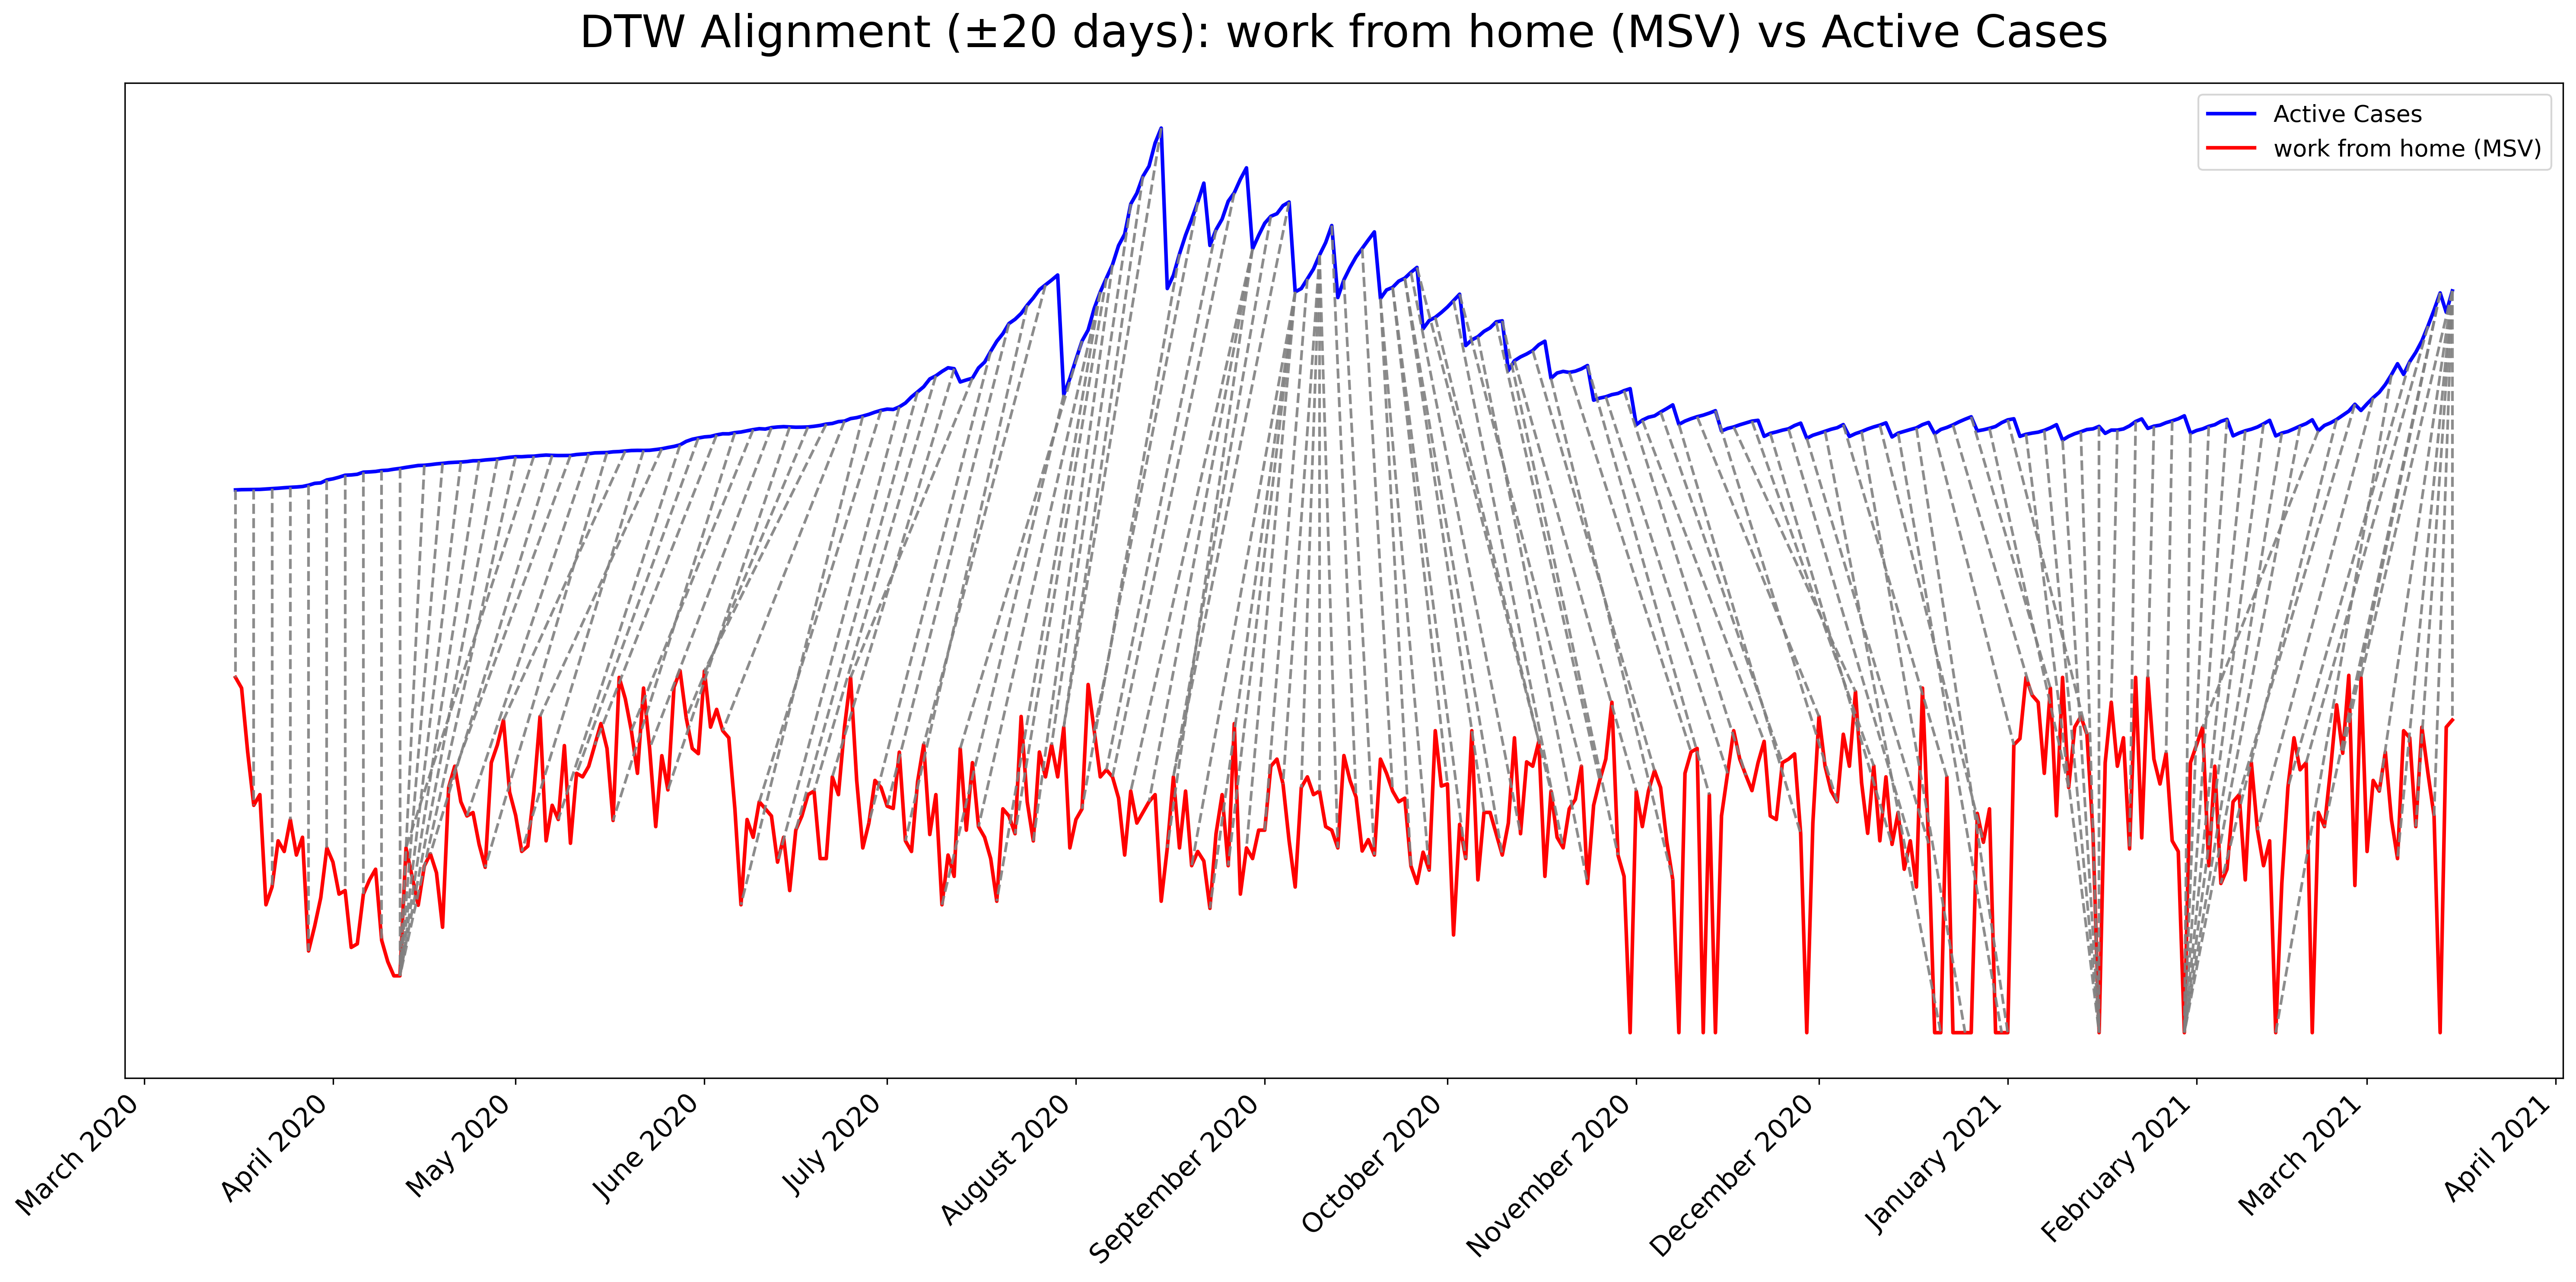 DTW Alignment (±20 days): work from home (MSV) vs Active Cases
Active Cases
work from home (MSV)
March 2020
April 2020
May 2020
June 2020
July 2020
August 2020
September 2020
October 2020
November 2020
December 2020
January 2021
February 2021
March 2021
April 2021